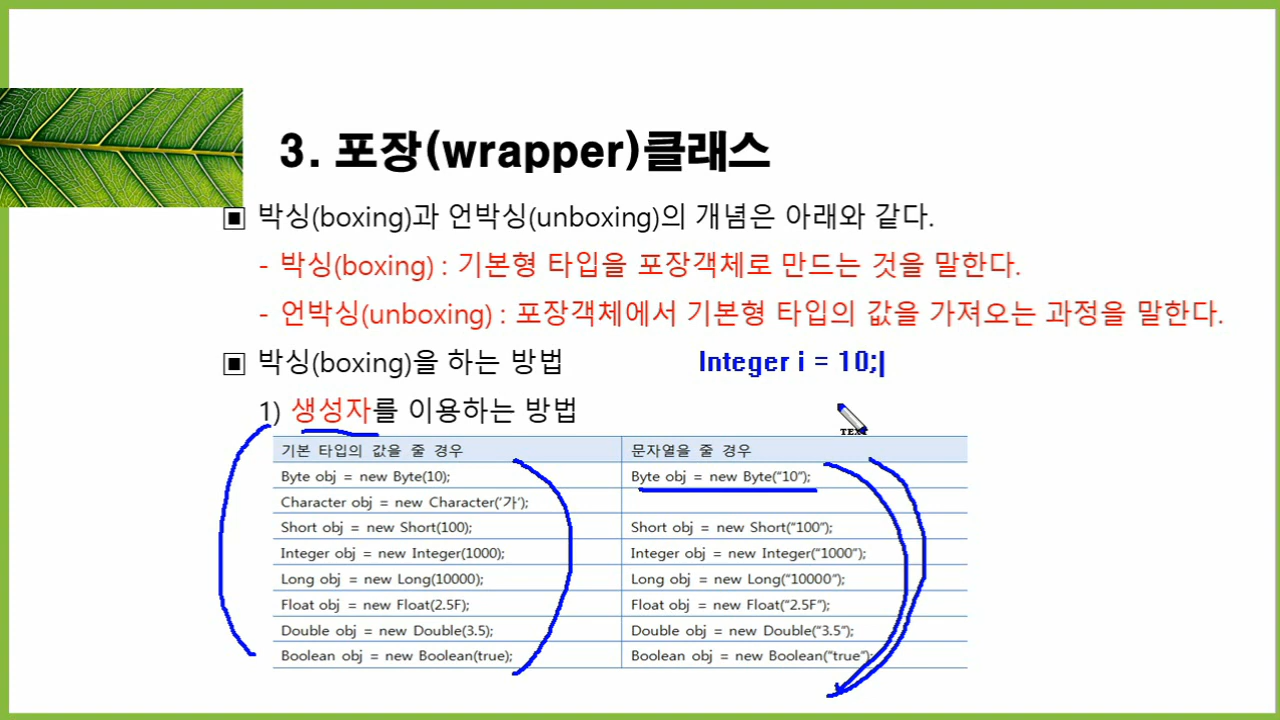 3. 포장(wrapper)클래스
▣ 박싱(boxing)과 언박싱(unboxing)의 개념은 아래와 같다.
- 박싱(boxing) : 기본형 타입을 포장객체로 만드는 것을 말한다.
- 언박싱(unboxing) : 포장객체에서 기본형 타입의 값을 가져오는 과정을 말한다.
▣ 박싱(boxing)을 하는 방법
Integer i = 10;
1) 생성자를 이용하는 방법
TEXT
기본 타입의 값을 줄 경우 문자열을 줄 경우
Byte obj = new Byte(10); Byte obj = new Byte(“10”);
Character obj = new Character(‘가’);
Short obj = new Short(100); Short obj = new Short(“100”);
Integer obj = new Integer(1000); Integer obj = new Integer(“1000”);
Long obj = new Long(10000); Long obj = new Long(“10000”);
Float obj = new Float(2.5F); Float obj = new Float(“2.5F”);
Double obj = new Double(3.5); Double obj = new Double(“3.5”);
Boolean obj = new Boolean(true); Boolean obj = new Boolean(“true”);